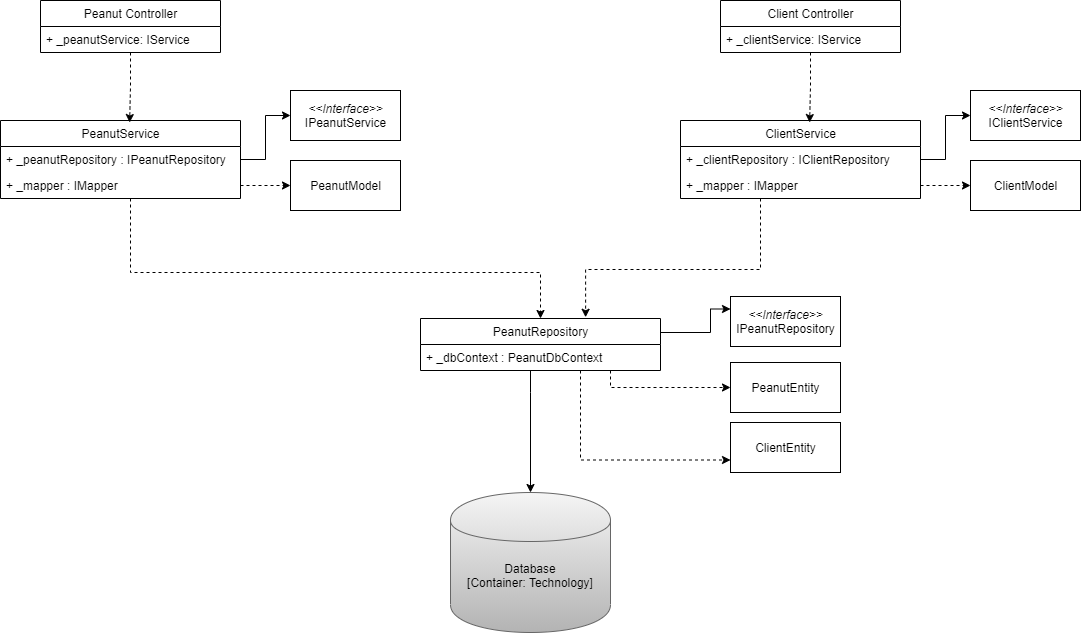 Peanut Controller
+ _peanutService: IService
Client Controller
+ _clientService: IService
<<Interface>>
IPeanutService
PeanutService
+ _peanutRepository : IPeanutRepository
+ _mapper : IMapper
PeanutModel
<<Interface>>
IClientService
ClientService
+ _clientRepository : IClientRepository
+ _mapper : IMapper
ClientModel
PeanutRepository
+ _dbContext : PeanutDbContext
<<Interface>>
IPeanutRepository
PeanutEntity
ClientEntity
Database
[Container: Technology]